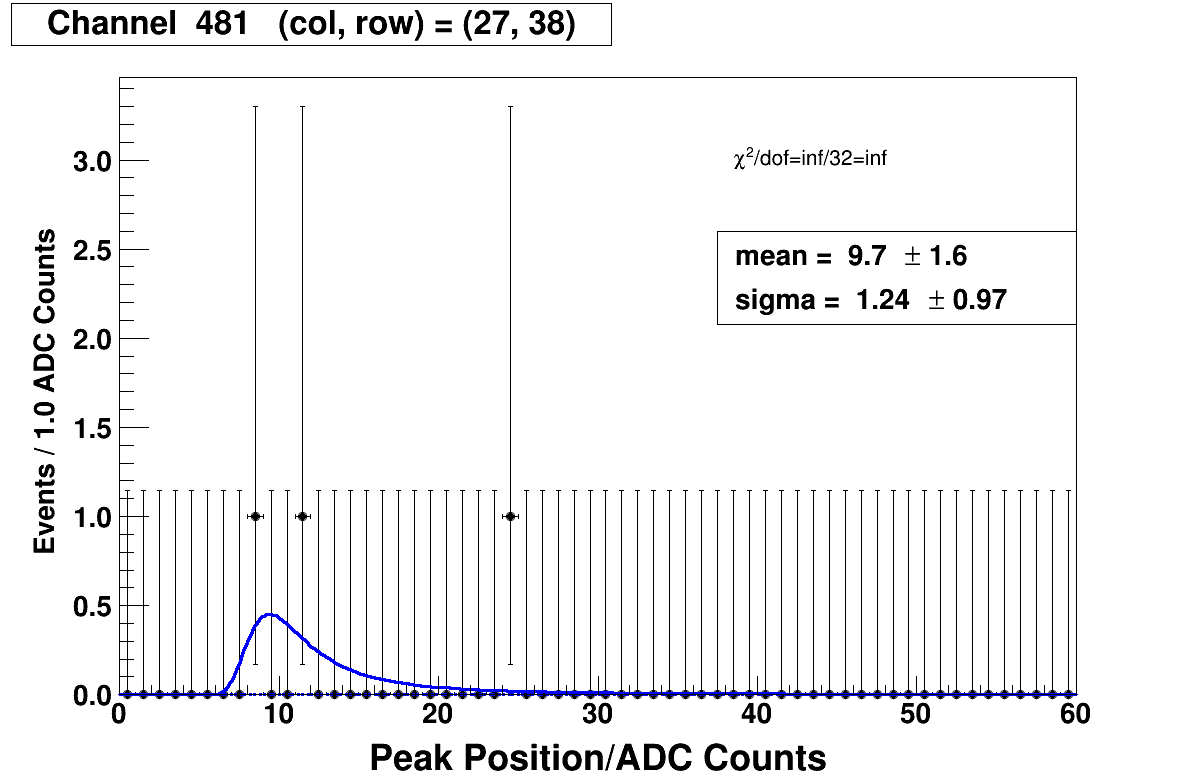 Channel 481 (col, row) = (27, 38)
χ²/dof=inf/32=inf
mean = 9.7 ± 1.6
sigma = 1.24 ± 0.97
Events / 1.0 ADC Counts
3.0
2.5
2.0
1.5
1.0
0.5
0.0
0 10 20 30 40 50 60
Peak Position/ADC Counts